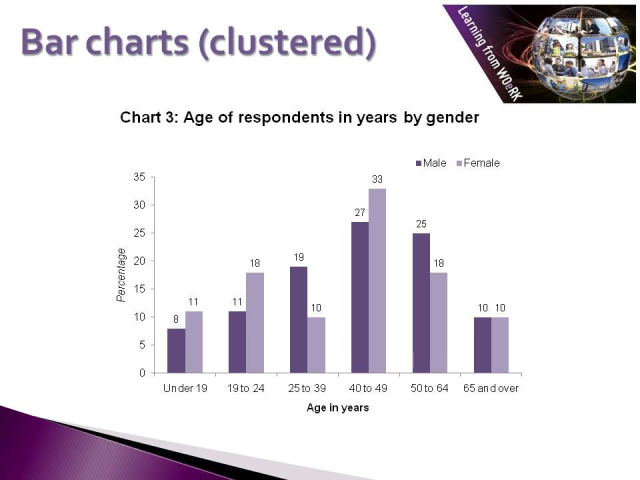 Bar charts (clustered)
Learning from WOeRK
Chart 3: Age of respondents in years by gender
Male Female
35
30
25
20
15
10
5
0
Percentage
8 11 11 18 19 10 27 33 25 18 10 10
Under 19 19 to 24 25 to 39 40 to 49 50 to 64 65 and over
Age in years